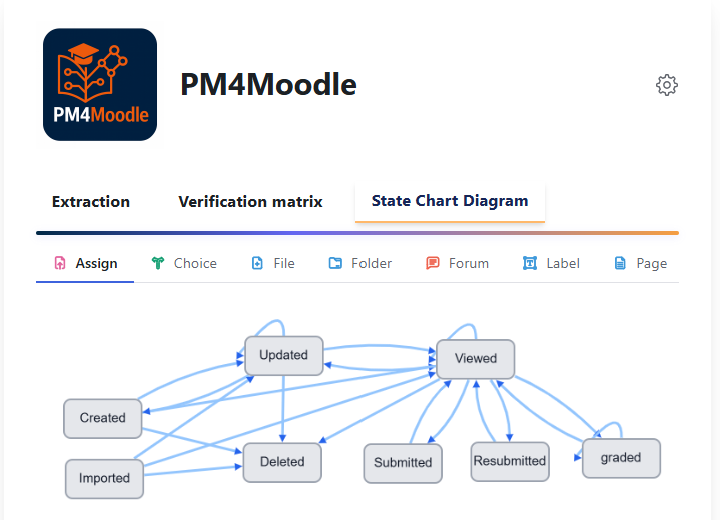 PM4Moodle
PM4Moodle
Extraction Verification matrix State Chart Diagram
Assign Choice File Folder Forum Label Page
Updated Viewed
Created
Deleted Submitted Resubmitted graded
Imported